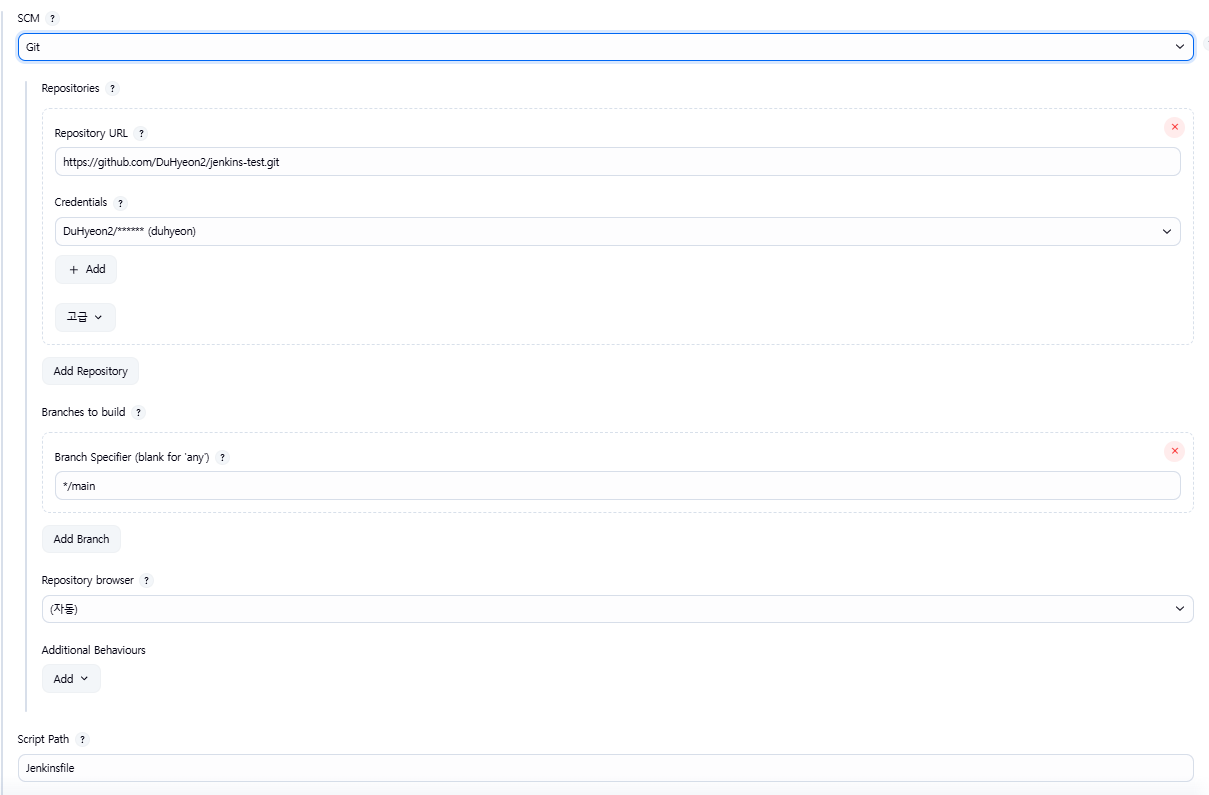 SCM ?
Git
Repositories ?
Repository URL ?
https://github.com/DuHyeon2/jenkins-test.git
Credentials ?
DuHyeon2/****** (duhyeon)
+ Add
고급
Add Repository
Branches to build ?
Branch Specifier (blank for 'any') ?
*/main
Add Branch
Repository browser ?
(자동)
Additional Behaviours
Add
Script Path ?
Jenkinsfile